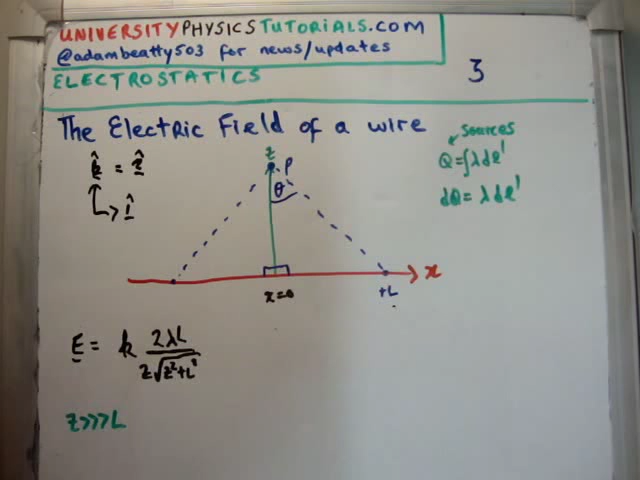 UNIVERSITYPHYSICSTUTORIALS.COM
@adambeatty503 for news/updates
ELECTROSTATICS
3
The Electric Field of a wire
Sources
Q = ∫λdl'
dQ = λdl'
z
P
θ
x
x=0
+L
E = k 2λL / z√(z²+L²)
z>>>L